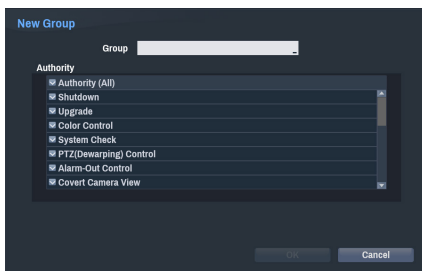 New Group
Group
Authority
Authority (All)
Shutdown
Upgrade
Color Control
System Check
PTZ(Dewarping) Control
Alarm-Out Control
Covert Camera View
OK Cancel